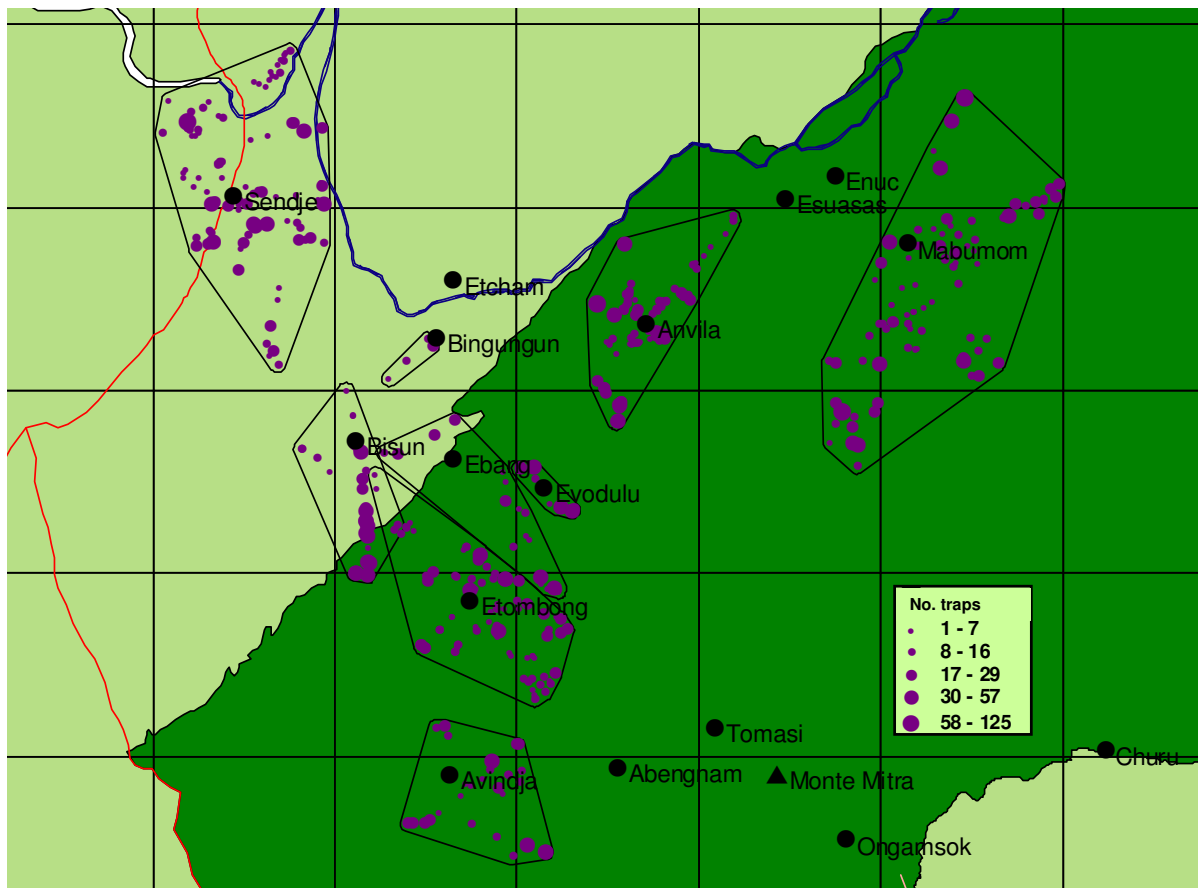 Enuc
Sendje
Esuasas
Mabumom
Etcham
Anvila
Bingungun
Bisun
Ebang
Evodulu
Etombong
No. traps
1 - 7
8 - 16
17 - 29
30 - 57
58 - 125
Tomasi
Churu
Avindja
Abengnam
Monte Mitra
Ongamsok